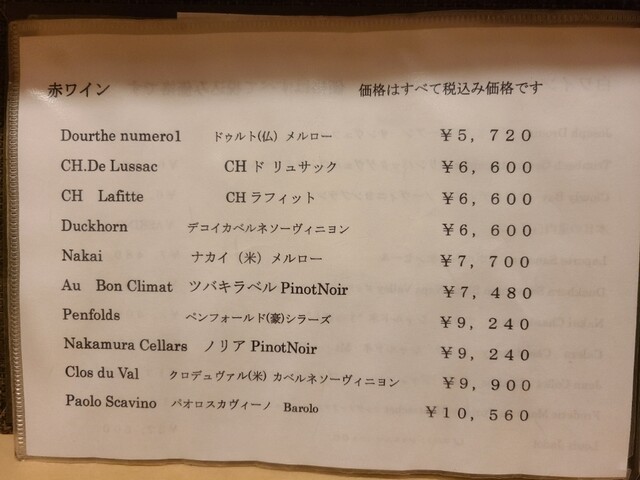 赤ワイン 価格はすべて税込み価格です
Dourthe numero1 ドゥルト(仏) メルロー ¥5,720
CH.De Lussac CH ド リュサック ¥6,600
CH Lafitte CH ラフィット ¥6,600
Duckhorn デコイカベルネソーヴィニヨン ¥6,600
Nakai ナカイ (米) メルロー ¥7,700
Au Bon Climat ツバキラベル PinotNoir ¥7,480
Penfolds ペンフォールド(豪)シラーズ ¥9,240
Nakamura Cellars ノリア PinotNoir ¥9,240
Clos du Val クロデュヴァル(米) カベルネソーヴィニヨン ¥9,900
Paolo Scavino パオロスカヴィーノ Barolo ¥10,560